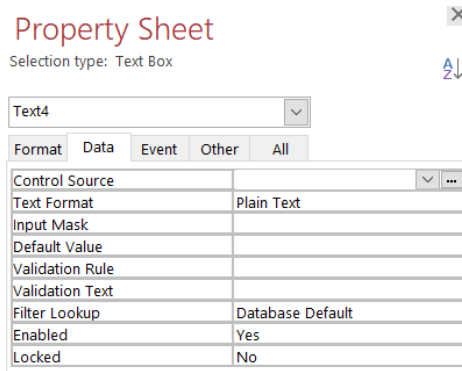 Property Sheet
Selection type: Text Box
A
Z
Text4
Format Data Event Other All
Control Source ...
Text Format Plain Text
Input Mask
Default Value
Validation Rule
Validation Text
Filter Lookup Database Default
Enabled Yes
Locked No